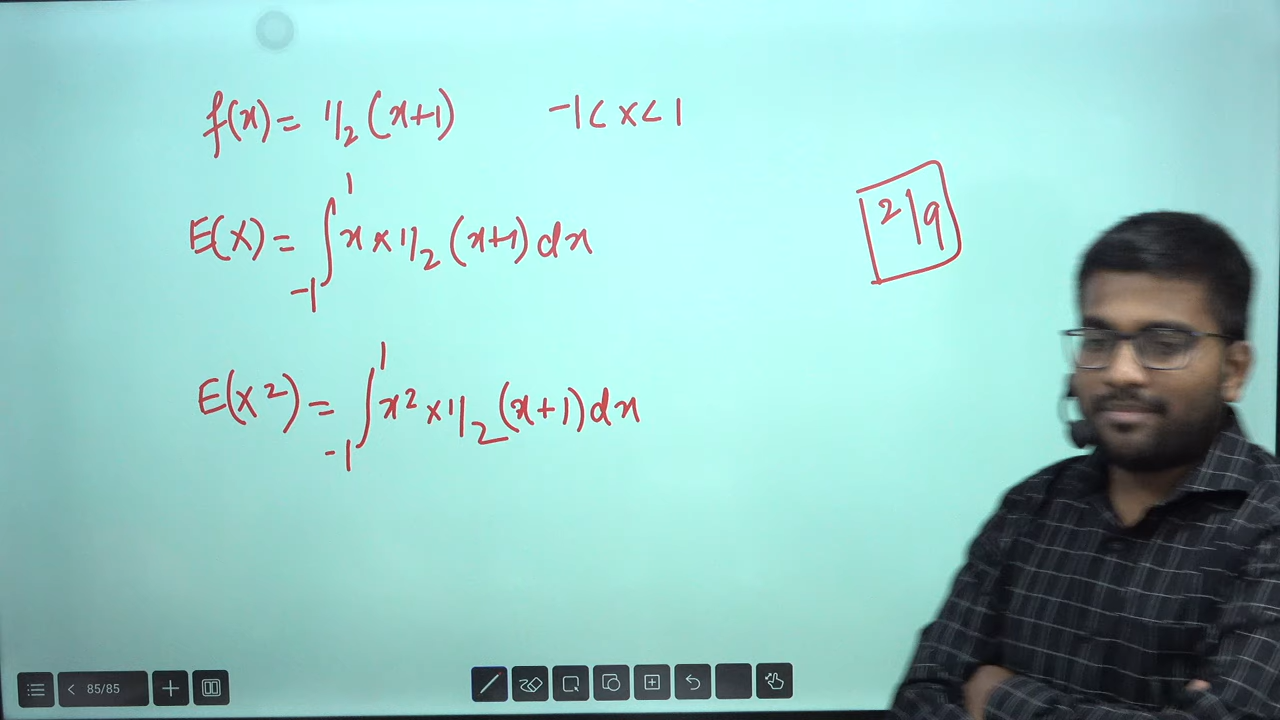 f(x) = 1/2 (x+1)    -1 < x < 1
2/9
E(X) = ∫_{-1}^{1} x × 1/2 (x+1) dx
E(X²) = ∫_{-1}^{1} x² × 1/2 (x+1) dx
85/85